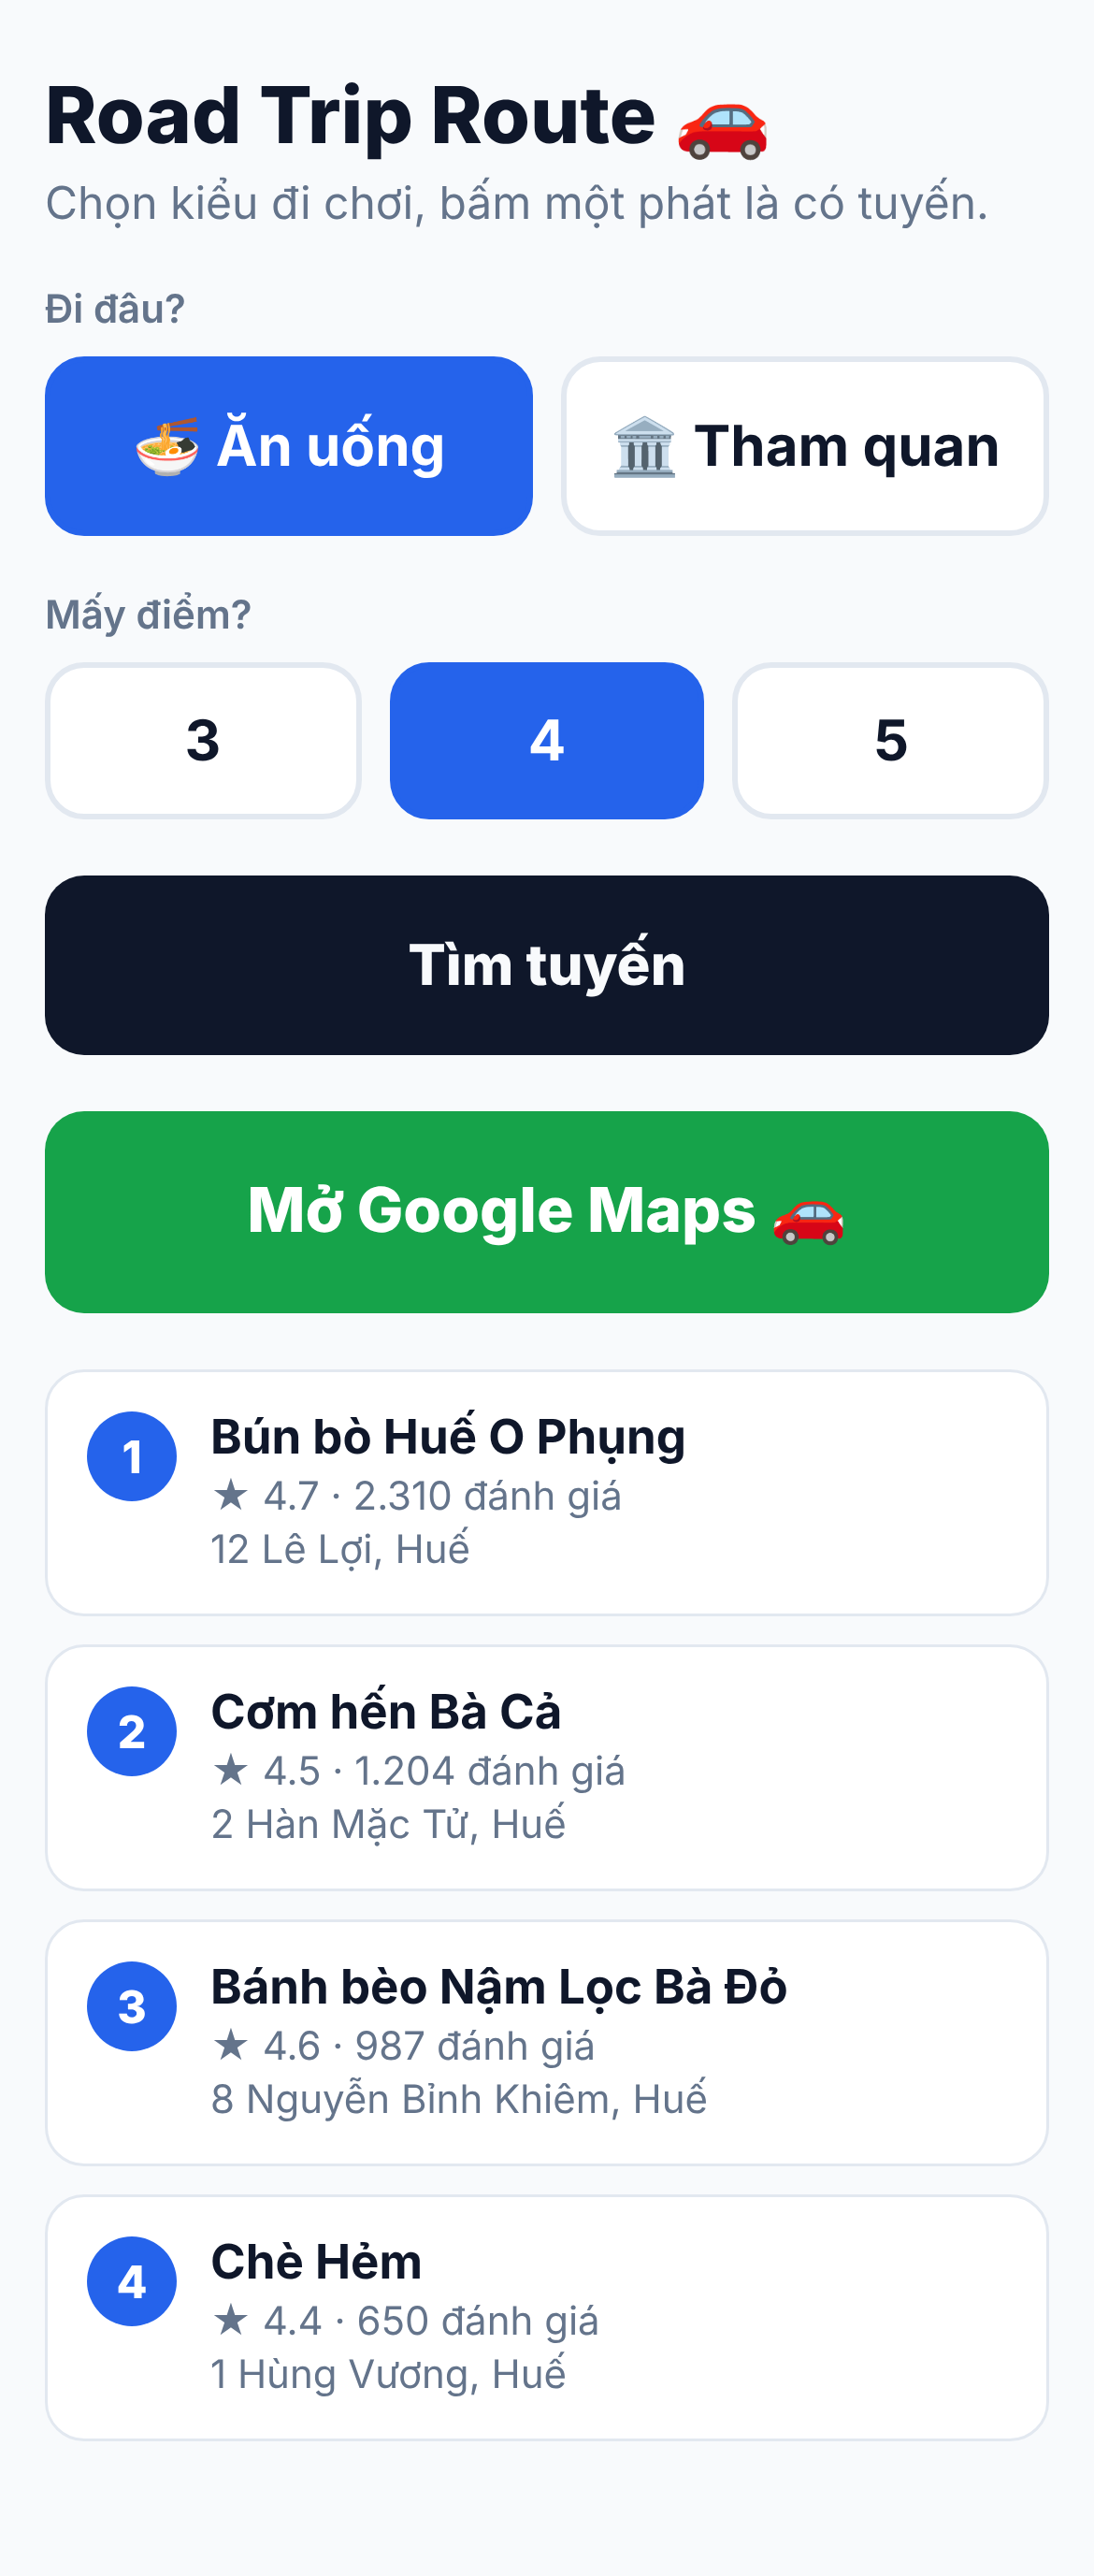 Road Trip Route 🚗
Chọn kiểu đi chơi, bấm một phát là có tuyến.
Đi đâu?
🍜 Ăn uống
🏛️ Tham quan
Mấy điểm?
3
4
5
Tìm tuyến
Mở Google Maps 🚗
1
Bún bò Huế O Phụng
★ 4.7 · 2.310 đánh giá
12 Lê Lợi, Huế
2
Cơm hến Bà Cả
★ 4.5 · 1.204 đánh giá
2 Hàn Mặc Tử, Huế
3
Bánh bèo Nậm Lọc Bà Đỏ
★ 4.6 · 987 đánh giá
8 Nguyễn Bỉnh Khiêm, Huế
4
Chè Hẻm
★ 4.4 · 650 đánh giá
1 Hùng Vương, Huế